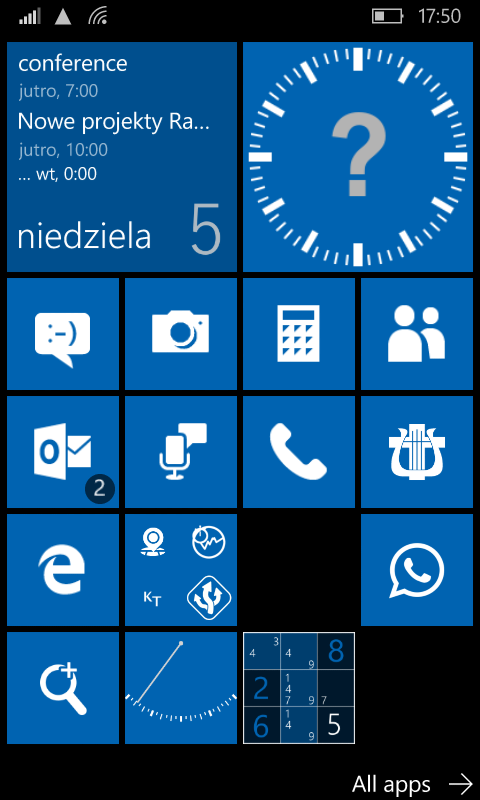 17:50
conference
jutro, 7:00
Nowe projekty Ra...
jutro, 10:00
... wt, 0:00
niedziela 5
?
:-)
O
2
e
KT
3
4 4 8
9
1
2 4
7 9 7
1
6 4 5
9
All apps